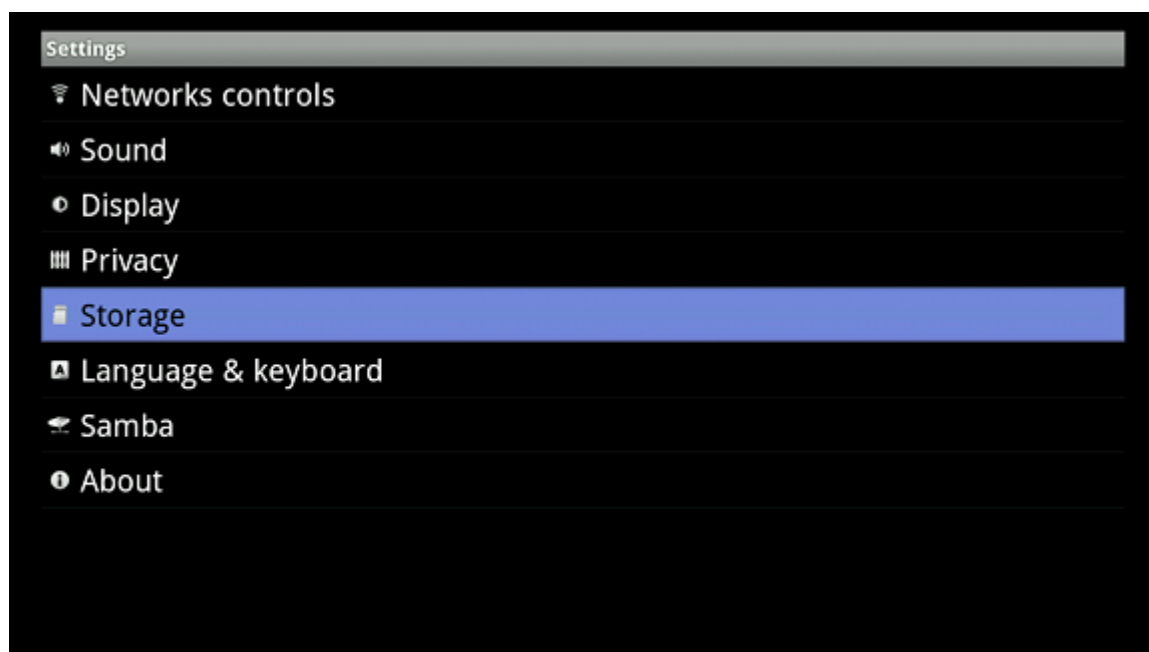 Settings
Networks controls
Sound
Display
Privacy
Storage
Language & keyboard
Samba
About